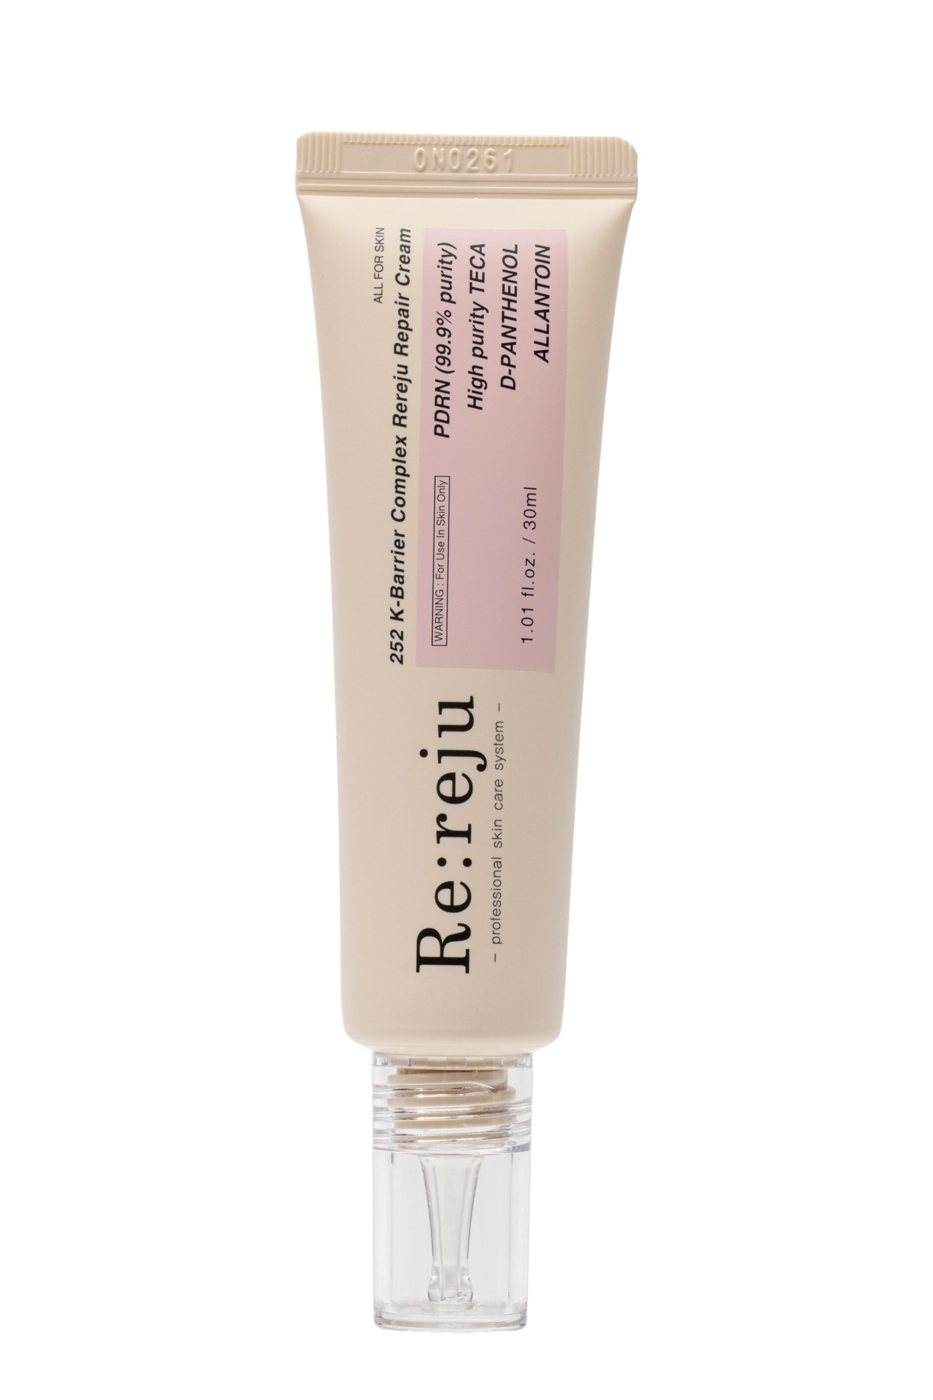 0N0261
ALL FOR SKIN
252 K-Barrier Complex Rereju Repair Cream
PDRN (99.9% purity)
High purity TECA
D-PANTHENOL
ALLANTOIN
WARNING : For Use In Skin Only
1.01 fl.oz. / 30ml
Re:reju
– professional skin care system –